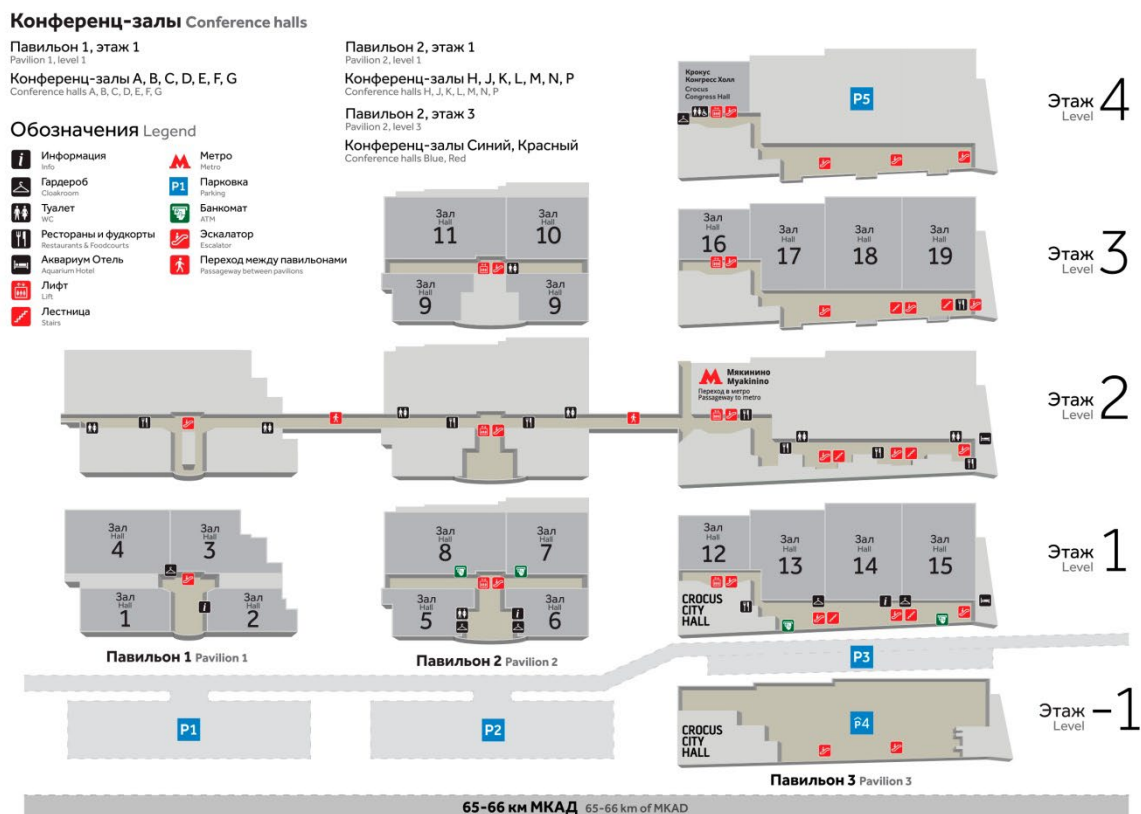 Конференц-залы Conference halls
Павильон 1, этаж 1
Pavilion 1, level 1
Конференц-залы A, B, C, D, E, F, G
Conference halls A, B, C, D, E, F, G
Павильон 2, этаж 1
Pavilion 2, level 1
Конференц-залы H, J, K, L, M, N, P
Conference halls H, J, K, L, M, N, P
Павильон 2, этаж 3
Pavilion 2, level 3
Конференц-залы Синий, Красный
Conference halls Blue, Red
Обозначения Legend
i Информация
Info
Гардероб
Cloakroom
Туалет
WC
Рестораны и фудкорты
Restaurants & Foodcourts
Аквариум Отель
Aquarium Hotel
Лифт
Lift
Лестница
Stairs
Метро
Metro
P1 Парковка
Parking
Банкомат
ATM
Эскалатор
Escalator
Переход между павильонами
Passageway between pavilions
Крокус
Конгресс Холл
Crocus
Congress Hall
P5
Этаж 4
Level
Зал
Hall
11
Зал
Hall
10
Зал
Hall
9
Зал
Hall
9
Зал
Hall
16
Зал
Hall
17
Зал
Hall
18
Зал
Hall
19
Этаж 3
Level
Мякинино
Myakinino
Переход в метро
Passageway to metro
Этаж 2
Level
Зал
Hall
4
Зал
Hall
3
Зал
Hall
1
i
Зал
Hall
2
Павильон 1 Pavilion 1
Зал
Hall
8
Зал
Hall
7
Зал
Hall
5
i
Зал
Hall
6
Павильон 2 Pavilion 2
Зал
Hall
12
Зал
Hall
13
Зал
Hall
14
Зал
Hall
15
CROCUS
CITY
HALL
i
Этаж 1
Level
P3
P1
P2
P4
CROCUS
CITY
HALL
Этаж –1
Level
Павильон 3 Pavilion 3
65-66 км МКАД 65-66 km of MKAD